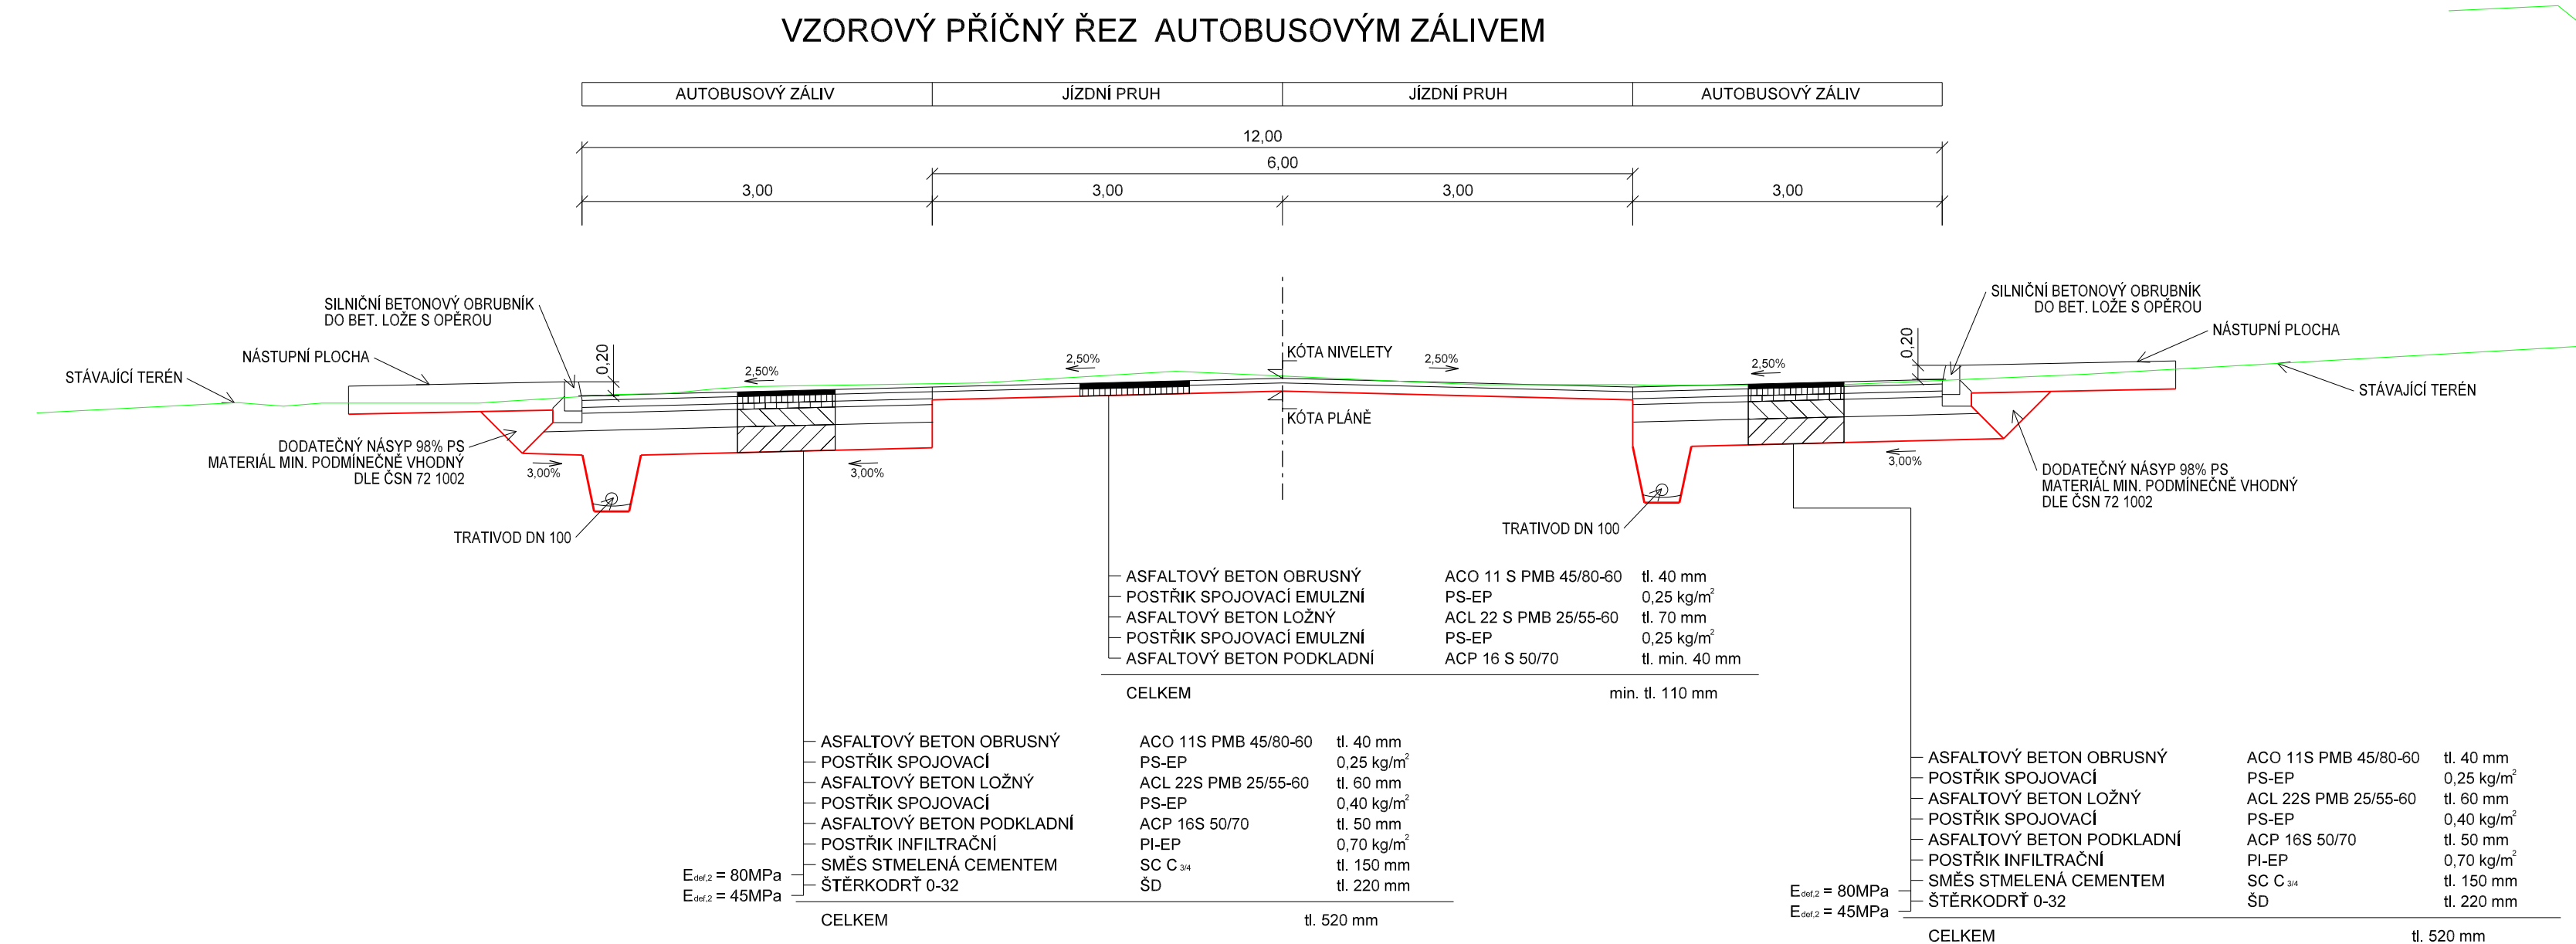 VZOROVÝ PŘÍČNÝ ŘEZ AUTOBUSOVÝM ZÁLIVEM
AUTOBUSOVÝ ZÁLIV JÍZDNÍ PRUH JÍZDNÍ PRUH AUTOBUSOVÝ ZÁLIV
12,00
6,00
3,00 3,00 3,00 3,00
SILNIČNÍ BETONOVÝ OBRUBNÍK
DO BET. LOŽE S OPĚROU
NÁSTUPNÍ PLOCHA
STÁVAJÍCÍ TERÉN
0,20
2,50%
2,50%
KÓTA NIVELETY
2,50%
KÓTA PLÁNĚ
2,50%
0,20
SILNIČNÍ BETONOVÝ OBRUBNÍK
DO BET. LOŽE S OPĚROU
NÁSTUPNÍ PLOCHA
STÁVAJÍCÍ TERÉN
DODATEČNÝ NÁSYP 98% PS
MATERIÁL MIN. PODMÍNEČNĚ VHODNÝ
DLE ČSN 72 1002
3,00%
3,00%
TRATIVOD DN 100
3,00%
TRATIVOD DN 100
DODATEČNÝ NÁSYP 98% PS
MATERIÁL MIN. PODMÍNEČNĚ VHODNÝ
DLE ČSN 72 1002
ASFALTOVÝ BETON OBRUSNÝ ACO 11 S PMB 45/80-60 tl. 40 mm
POSTŘIK SPOJOVACÍ EMULZNÍ PS-EP 0,25 kg/m²
ASFALTOVÝ BETON LOŽNÝ ACL 22 S PMB 25/55-60 tl. 70 mm
POSTŘIK SPOJOVACÍ EMULZNÍ PS-EP 0,25 kg/m²
ASFALTOVÝ BETON PODKLADNÍ ACP 16 S 50/70 tl. min. 40 mm
CELKEM min. tl. 110 mm
ASFALTOVÝ BETON OBRUSNÝ ACO 11S PMB 45/80-60 tl. 40 mm
POSTŘIK SPOJOVACÍ PS-EP 0,25 kg/m²
ASFALTOVÝ BETON LOŽNÝ ACL 22S PMB 25/55-60 tl. 60 mm
POSTŘIK SPOJOVACÍ PS-EP 0,40 kg/m²
ASFALTOVÝ BETON PODKLADNÍ ACP 16S 50/70 tl. 50 mm
POSTŘIK INFILTRAČNÍ PI-EP 0,70 kg/m²
SMĚS STMELENÁ CEMENTEM SC C 3/4 tl. 150 mm
Edef,2 = 80MPa
ŠTĚRKODRŤ 0-32 ŠD tl. 220 mm
Edef,2 = 45MPa
CELKEM tl. 520 mm
ASFALTOVÝ BETON OBRUSNÝ ACO 11S PMB 45/80-60 tl. 40 mm
POSTŘIK SPOJOVACÍ PS-EP 0,25 kg/m²
ASFALTOVÝ BETON LOŽNÝ ACL 22S PMB 25/55-60 tl. 60 mm
POSTŘIK SPOJOVACÍ PS-EP 0,40 kg/m²
ASFALTOVÝ BETON PODKLADNÍ ACP 16S 50/70 tl. 50 mm
POSTŘIK INFILTRAČNÍ PI-EP 0,70 kg/m²
SMĚS STMELENÁ CEMENTEM SC C 3/4 tl. 150 mm
Edef,2 = 80MPa
ŠTĚRKODRŤ 0-32 ŠD tl. 220 mm
Edef,2 = 45MPa
CELKEM tl. 520 mm